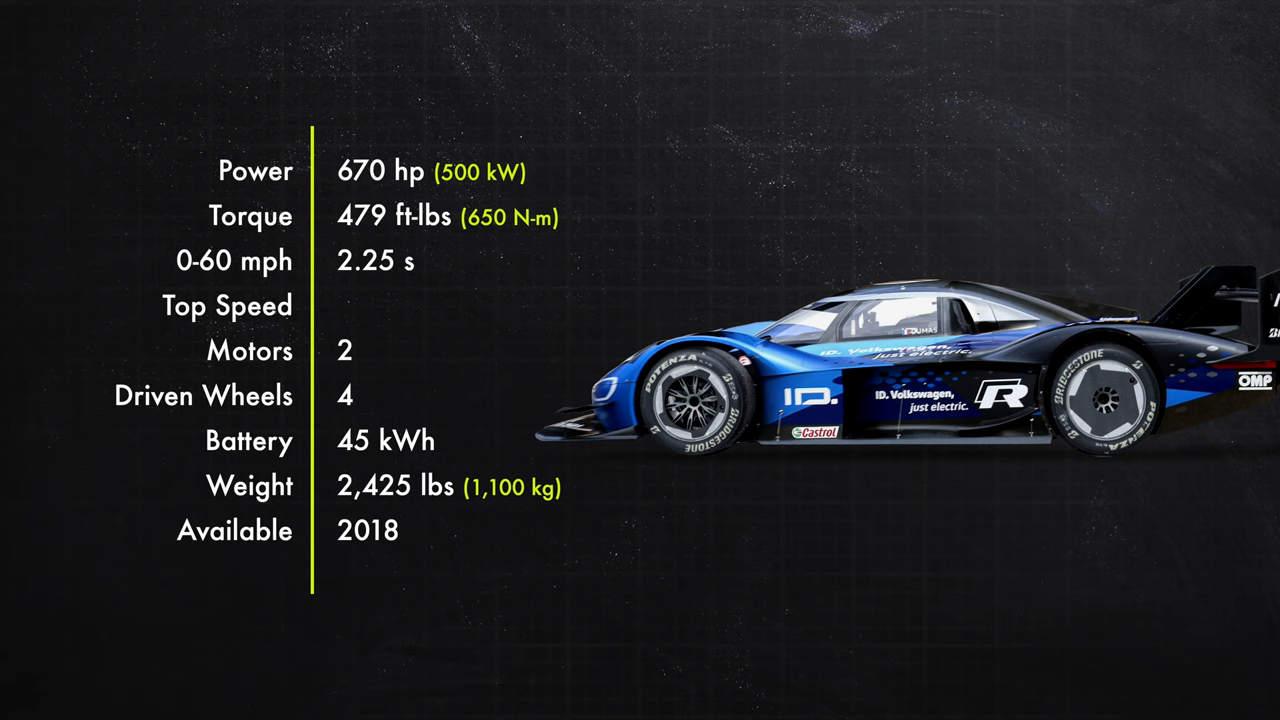 Power 670 hp (500 kW)
Torque 479 ft-lbs (650 N-m)
0-60 mph 2.25 s
Top Speed
Motors 2
Driven Wheels 4
Battery 45 kWh
Weight 2,425 lbs (1,100 kg)
Available 2018
DUMAS
ID. Volkswagen,
just electric.
POTENZA
BRIDGESTONE
ID.
ID. Volkswagen,
just electric.
R
Castrol
BRIDGESTONE
POTENZA
OMP